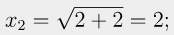 x₂ = √(2 + 2) = 2;